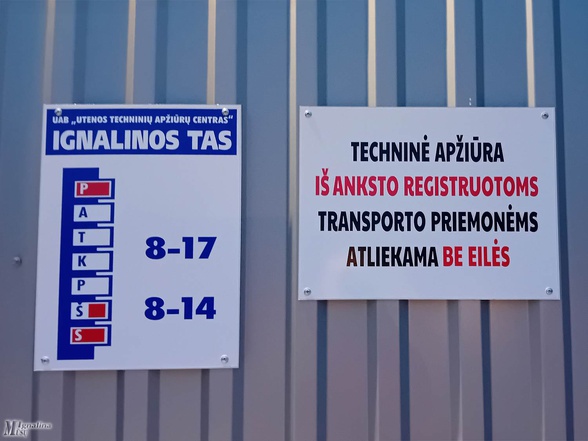 UAB „UTENOS TECHNINIŲ APŽIŪRŲ CENTRAS“
IGNALINOS TAS
P
A
T
K
P
Š
S
8-17
8-14
TECHNINĖ APŽIŪRA
IŠ ANKSTO REGISTRUOTOMS
TRANSPORTO PRIEMONĖMS
ATLIEKAMA BE EILĖS
Ignalina